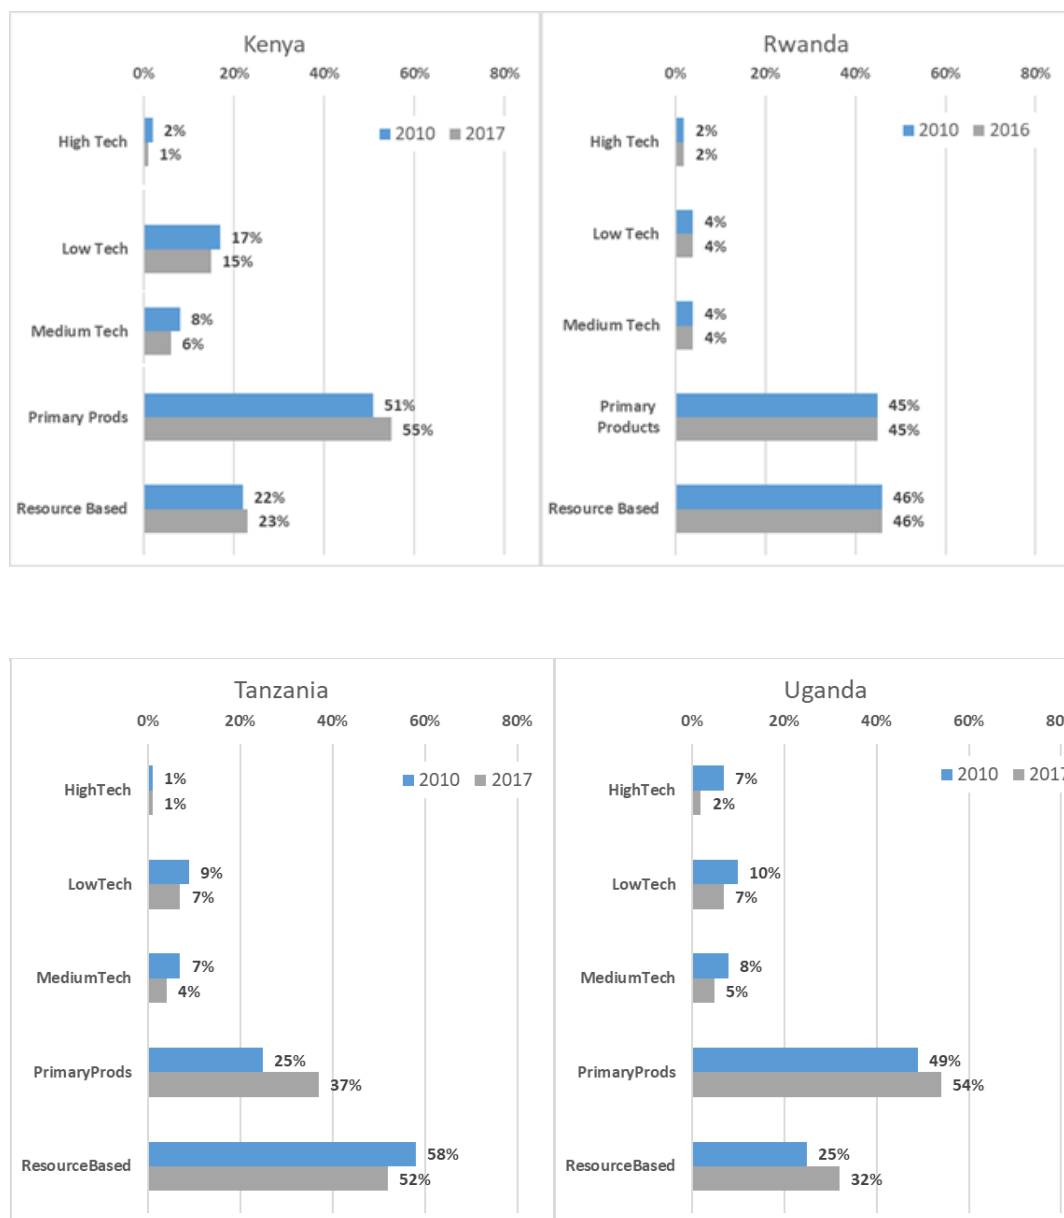 Kenya
0% 20% 40% 60% 80%
2010 2017
High Tech
2%
1%
Low Tech
17%
15%
Medium Tech
8%
6%
Primary Prods
51%
55%
Resource Based
22%
23%
Rwanda
0% 20% 40% 60% 80%
2010 2016
High Tech
2%
2%
Low Tech
4%
4%
Medium Tech
4%
4%
Primary
Products
45%
45%
Resource Based
46%
46%
Tanzania
0% 20% 40% 60% 80%
2010 2017
HighTech
1%
1%
LowTech
9%
7%
MediumTech
7%
4%
PrimaryProds
25%
37%
ResourceBased
58%
52%
Uganda
0% 20% 40% 60% 80
2010 2017
HighTech
7%
2%
LowTech
10%
7%
MediumTech
8%
5%
PrimaryProds
49%
54%
ResourceBased
25%
32%